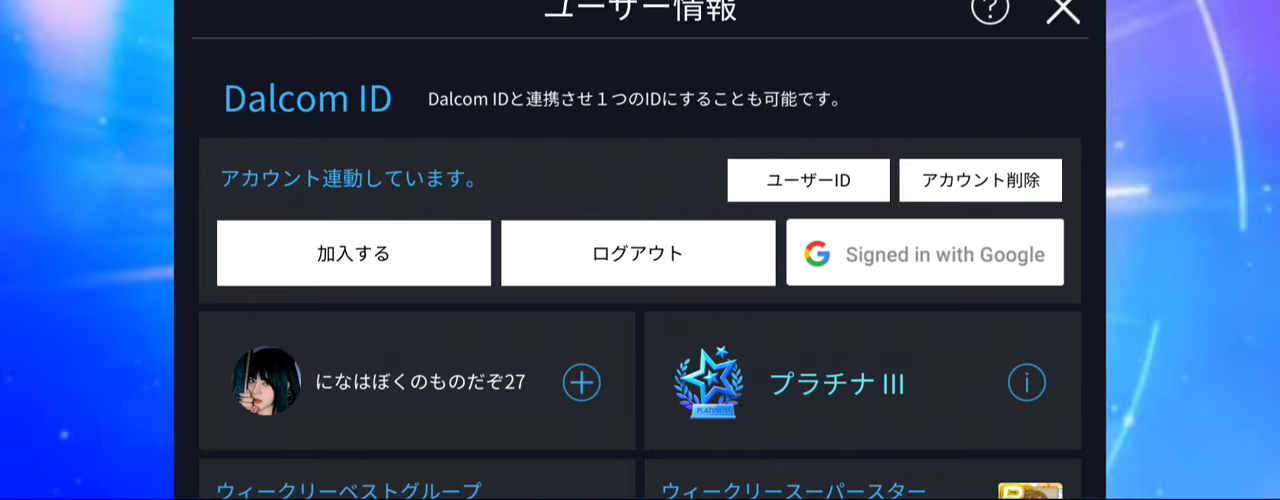 ユーザー情報
Dalcom ID
Dalcom IDと連携させ１つのIDにすることも可能です。
アカウント連動しています。
ユーザーID
アカウント削除
加入する
ログアウト
Signed in with Google
になはぼくのものだぞ27
PLATINUM
プラチナ III
ウィークリーベストグループ
ウィークリースーパースター